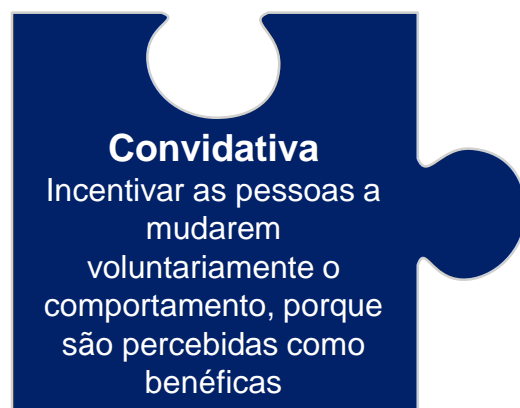 Convidativa
Incentivar as pessoas a
mudarem
voluntariamente o
comportamento, porque
são percebidas como
benéficas